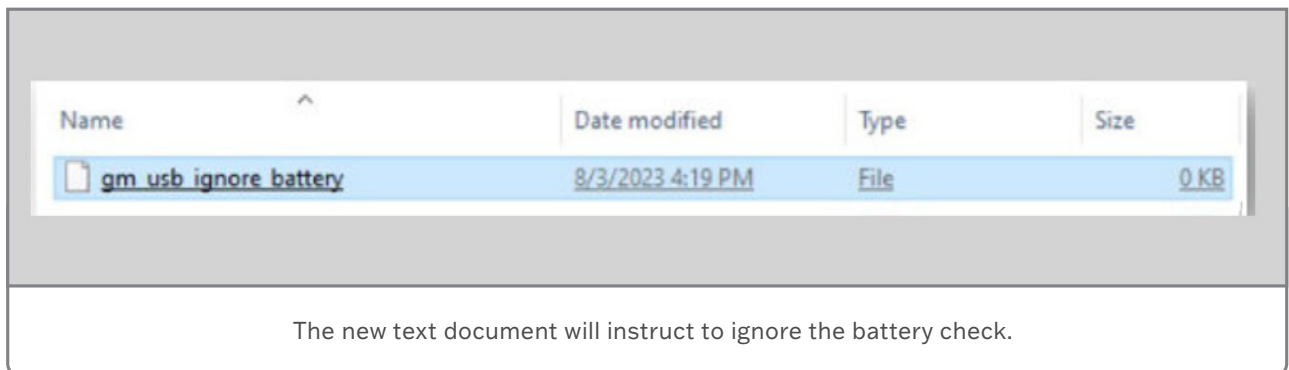 Name Date modified Type Size
gm_usb_ignore_battery 8/3/2023 4:19 PM File 0 KB
The new text document will instruct to ignore the battery check.